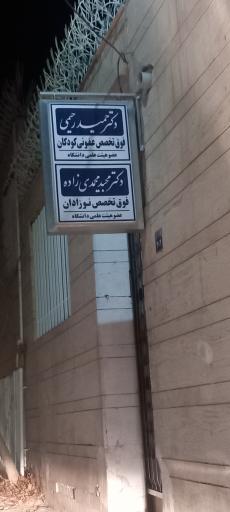 دکتر حمید رحیمی
فوق تخصص عفونی کودکان
عضو هیئت علمی دانشگاه
دکتر مجید محمدی زاده
فوق تخصص نوزادان
عضو هیئت علمی دانشگاه